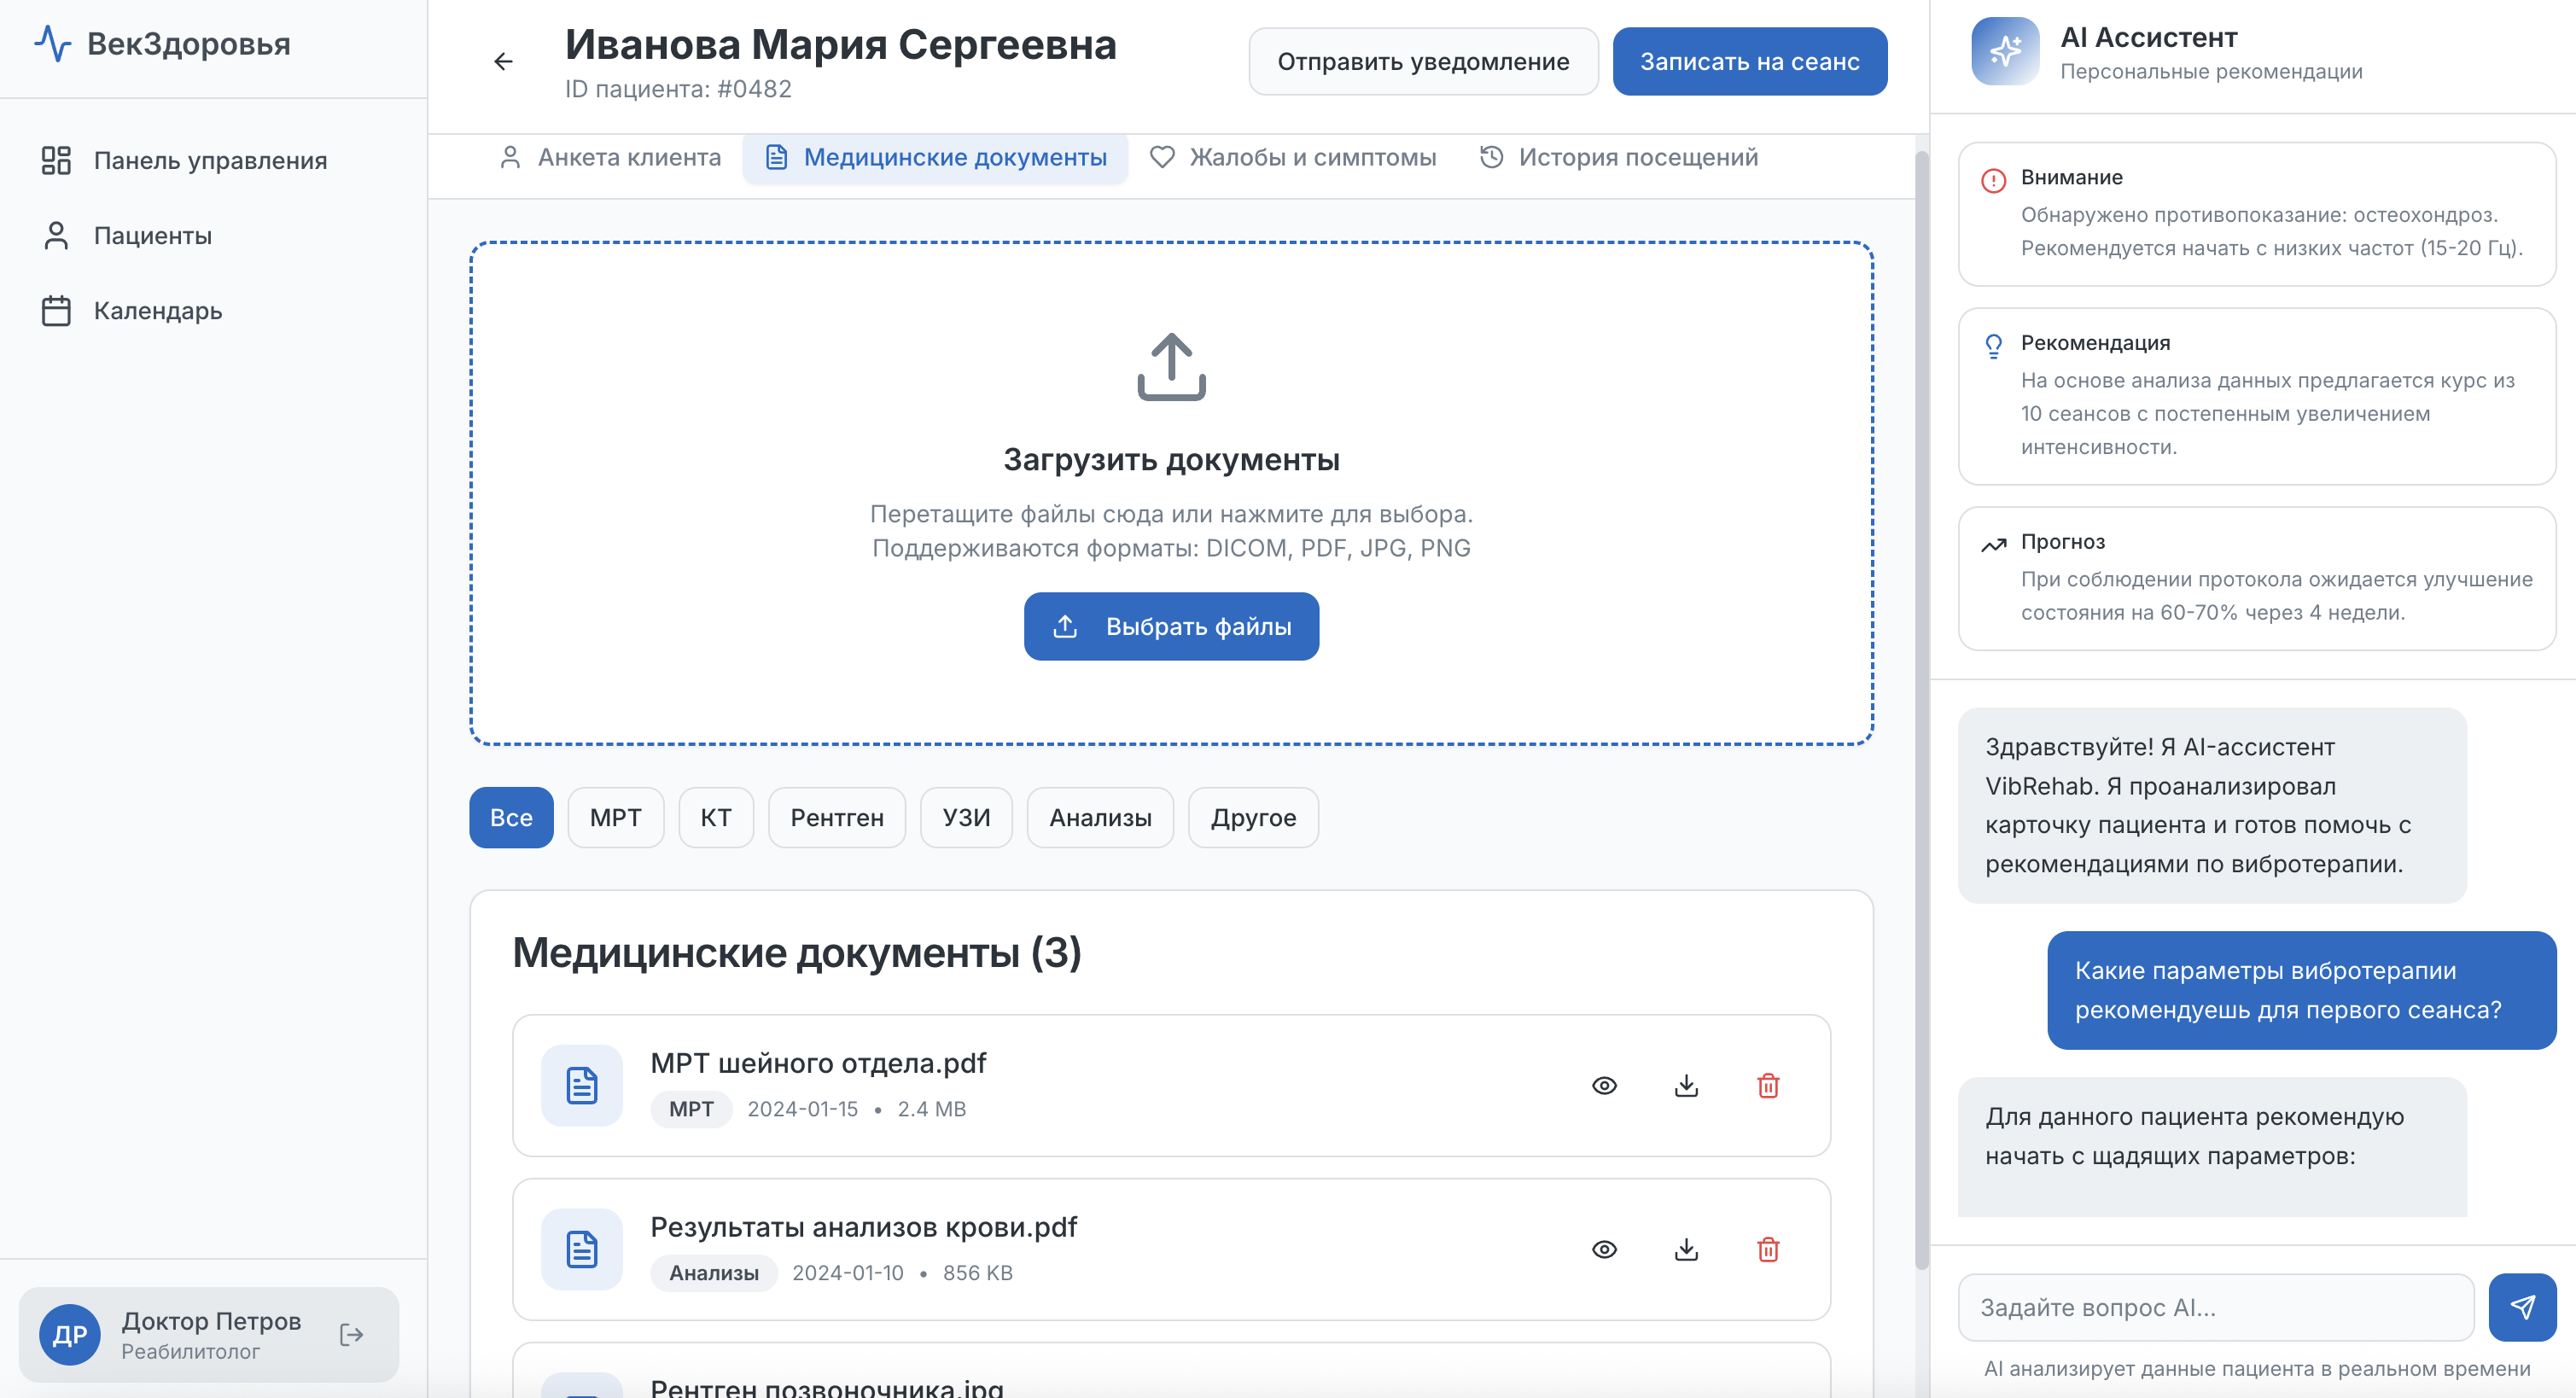 ВекЗдоровья
Панель управления
Пациенты
Календарь
ДР
Доктор Петров
Реабилитолог
Иванова Мария Сергеевна
ID пациента: #0482
Отправить уведомление
Записать на сеанс
Анкета клиента
Медицинские документы
Жалобы и симптомы
История посещений
Загрузить документы
Перетащите файлы сюда или нажмите для выбора.
Поддерживаются форматы: DICOM, PDF, JPG, PNG
Выбрать файлы
Все
МРТ
КТ
Рентген
УЗИ
Анализы
Другое
Медицинские документы (3)
МРТ шейного отдела.pdf
МРТ 2024-01-15 • 2.4 MB
Результаты анализов крови.pdf
Анализы 2024-01-10 • 856 KB
Рентген позвоночника.jpg
AI Ассистент
Персональные рекомендации
Внимание
Обнаружено противопоказание: остеохондроз.
Рекомендуется начать с низких частот (15-20 Гц).
Рекомендация
На основе анализа данных предлагается курс из
10 сеансов с постепенным увеличением
интенсивности.
Прогноз
При соблюдении протокола ожидается улучшение
состояния на 60-70% через 4 недели.
Здравствуйте! Я AI-ассистент
VibRehab. Я проанализировал
карточку пациента и готов помочь с
рекомендациями по вибротерапии.
Какие параметры вибротерапии
рекомендуешь для первого сеанса?
Для данного пациента рекомендую
начать с щадящих параметров:
Задайте вопрос AI...
AI анализирует данные пациента в реальном времени